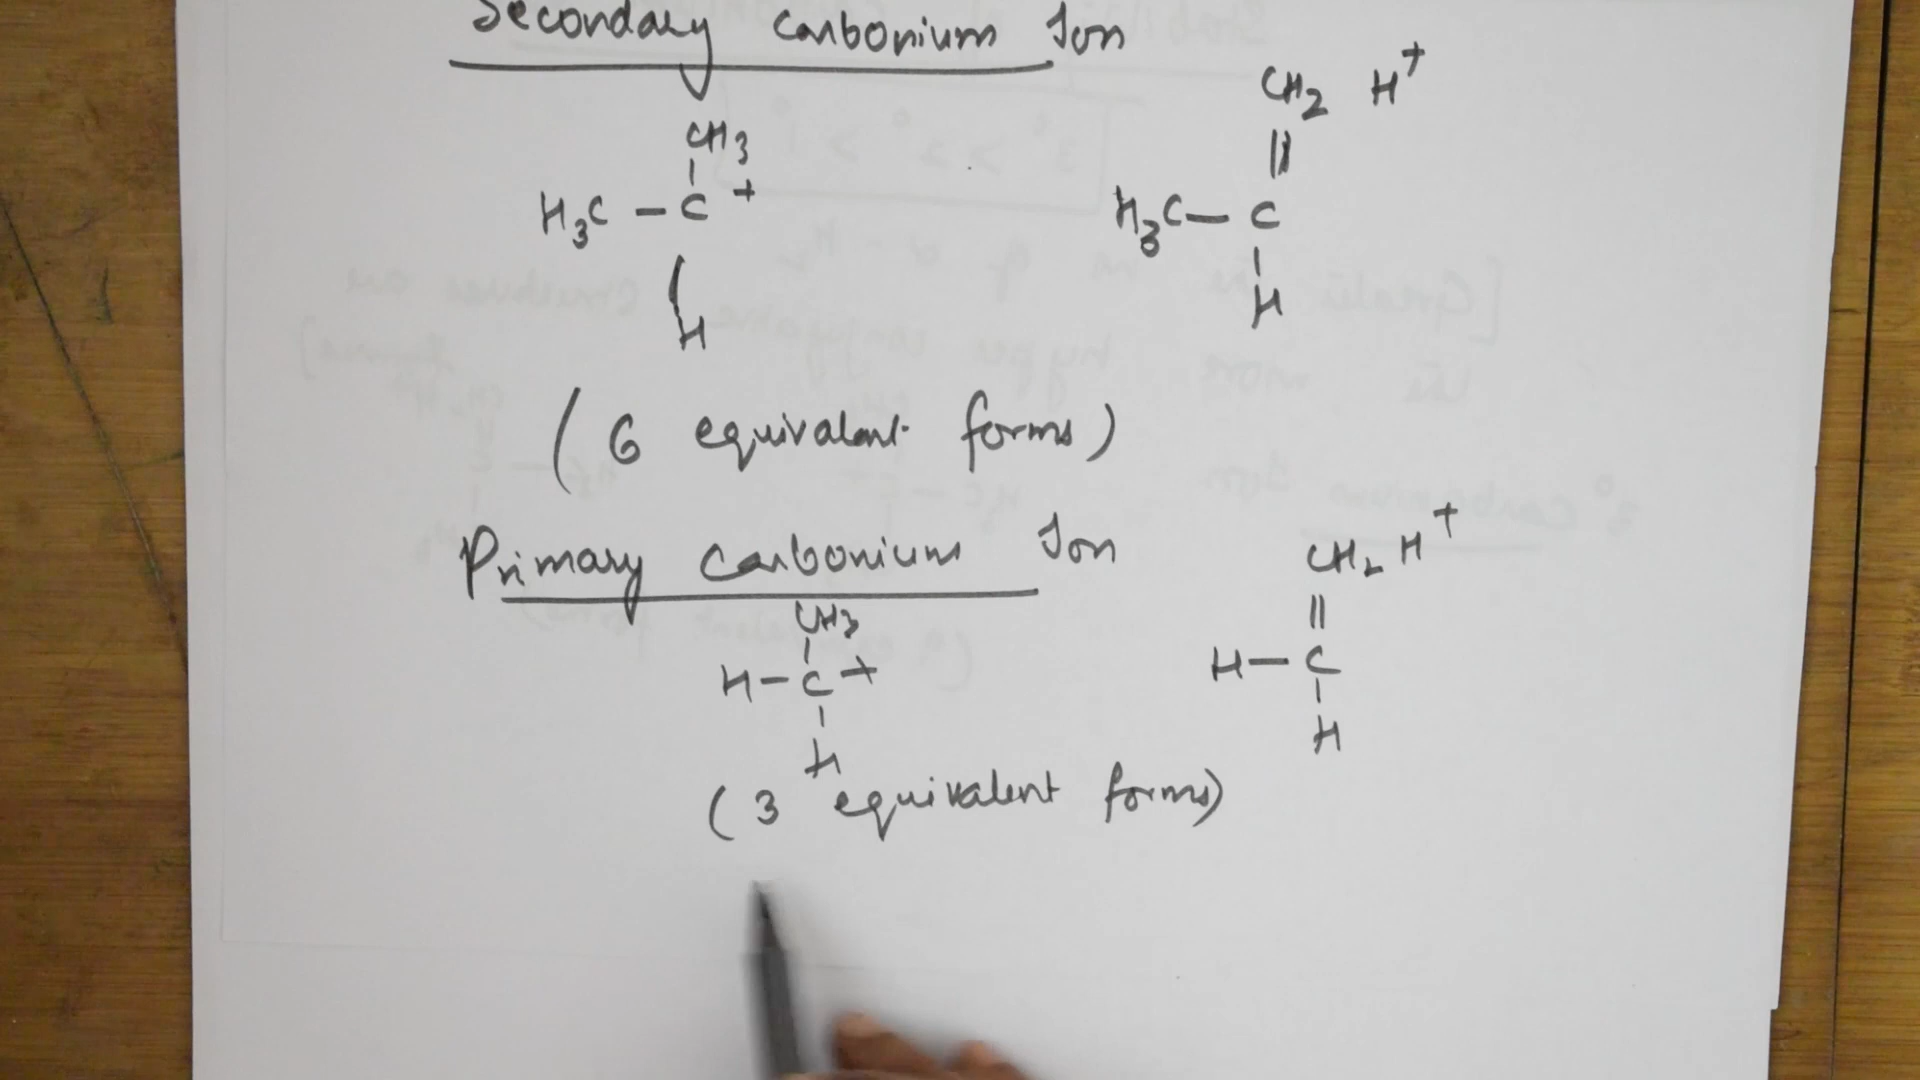 Secondary Carbonium Ion
CH2 H+
CH3
||
H3C - C +
H3C - C
H
H
(6 equivalent forms)
Primary Carbonium Ion
CH2 H+
CH3
||
H - C +
H - C
H
H
(3 equivalent forms)